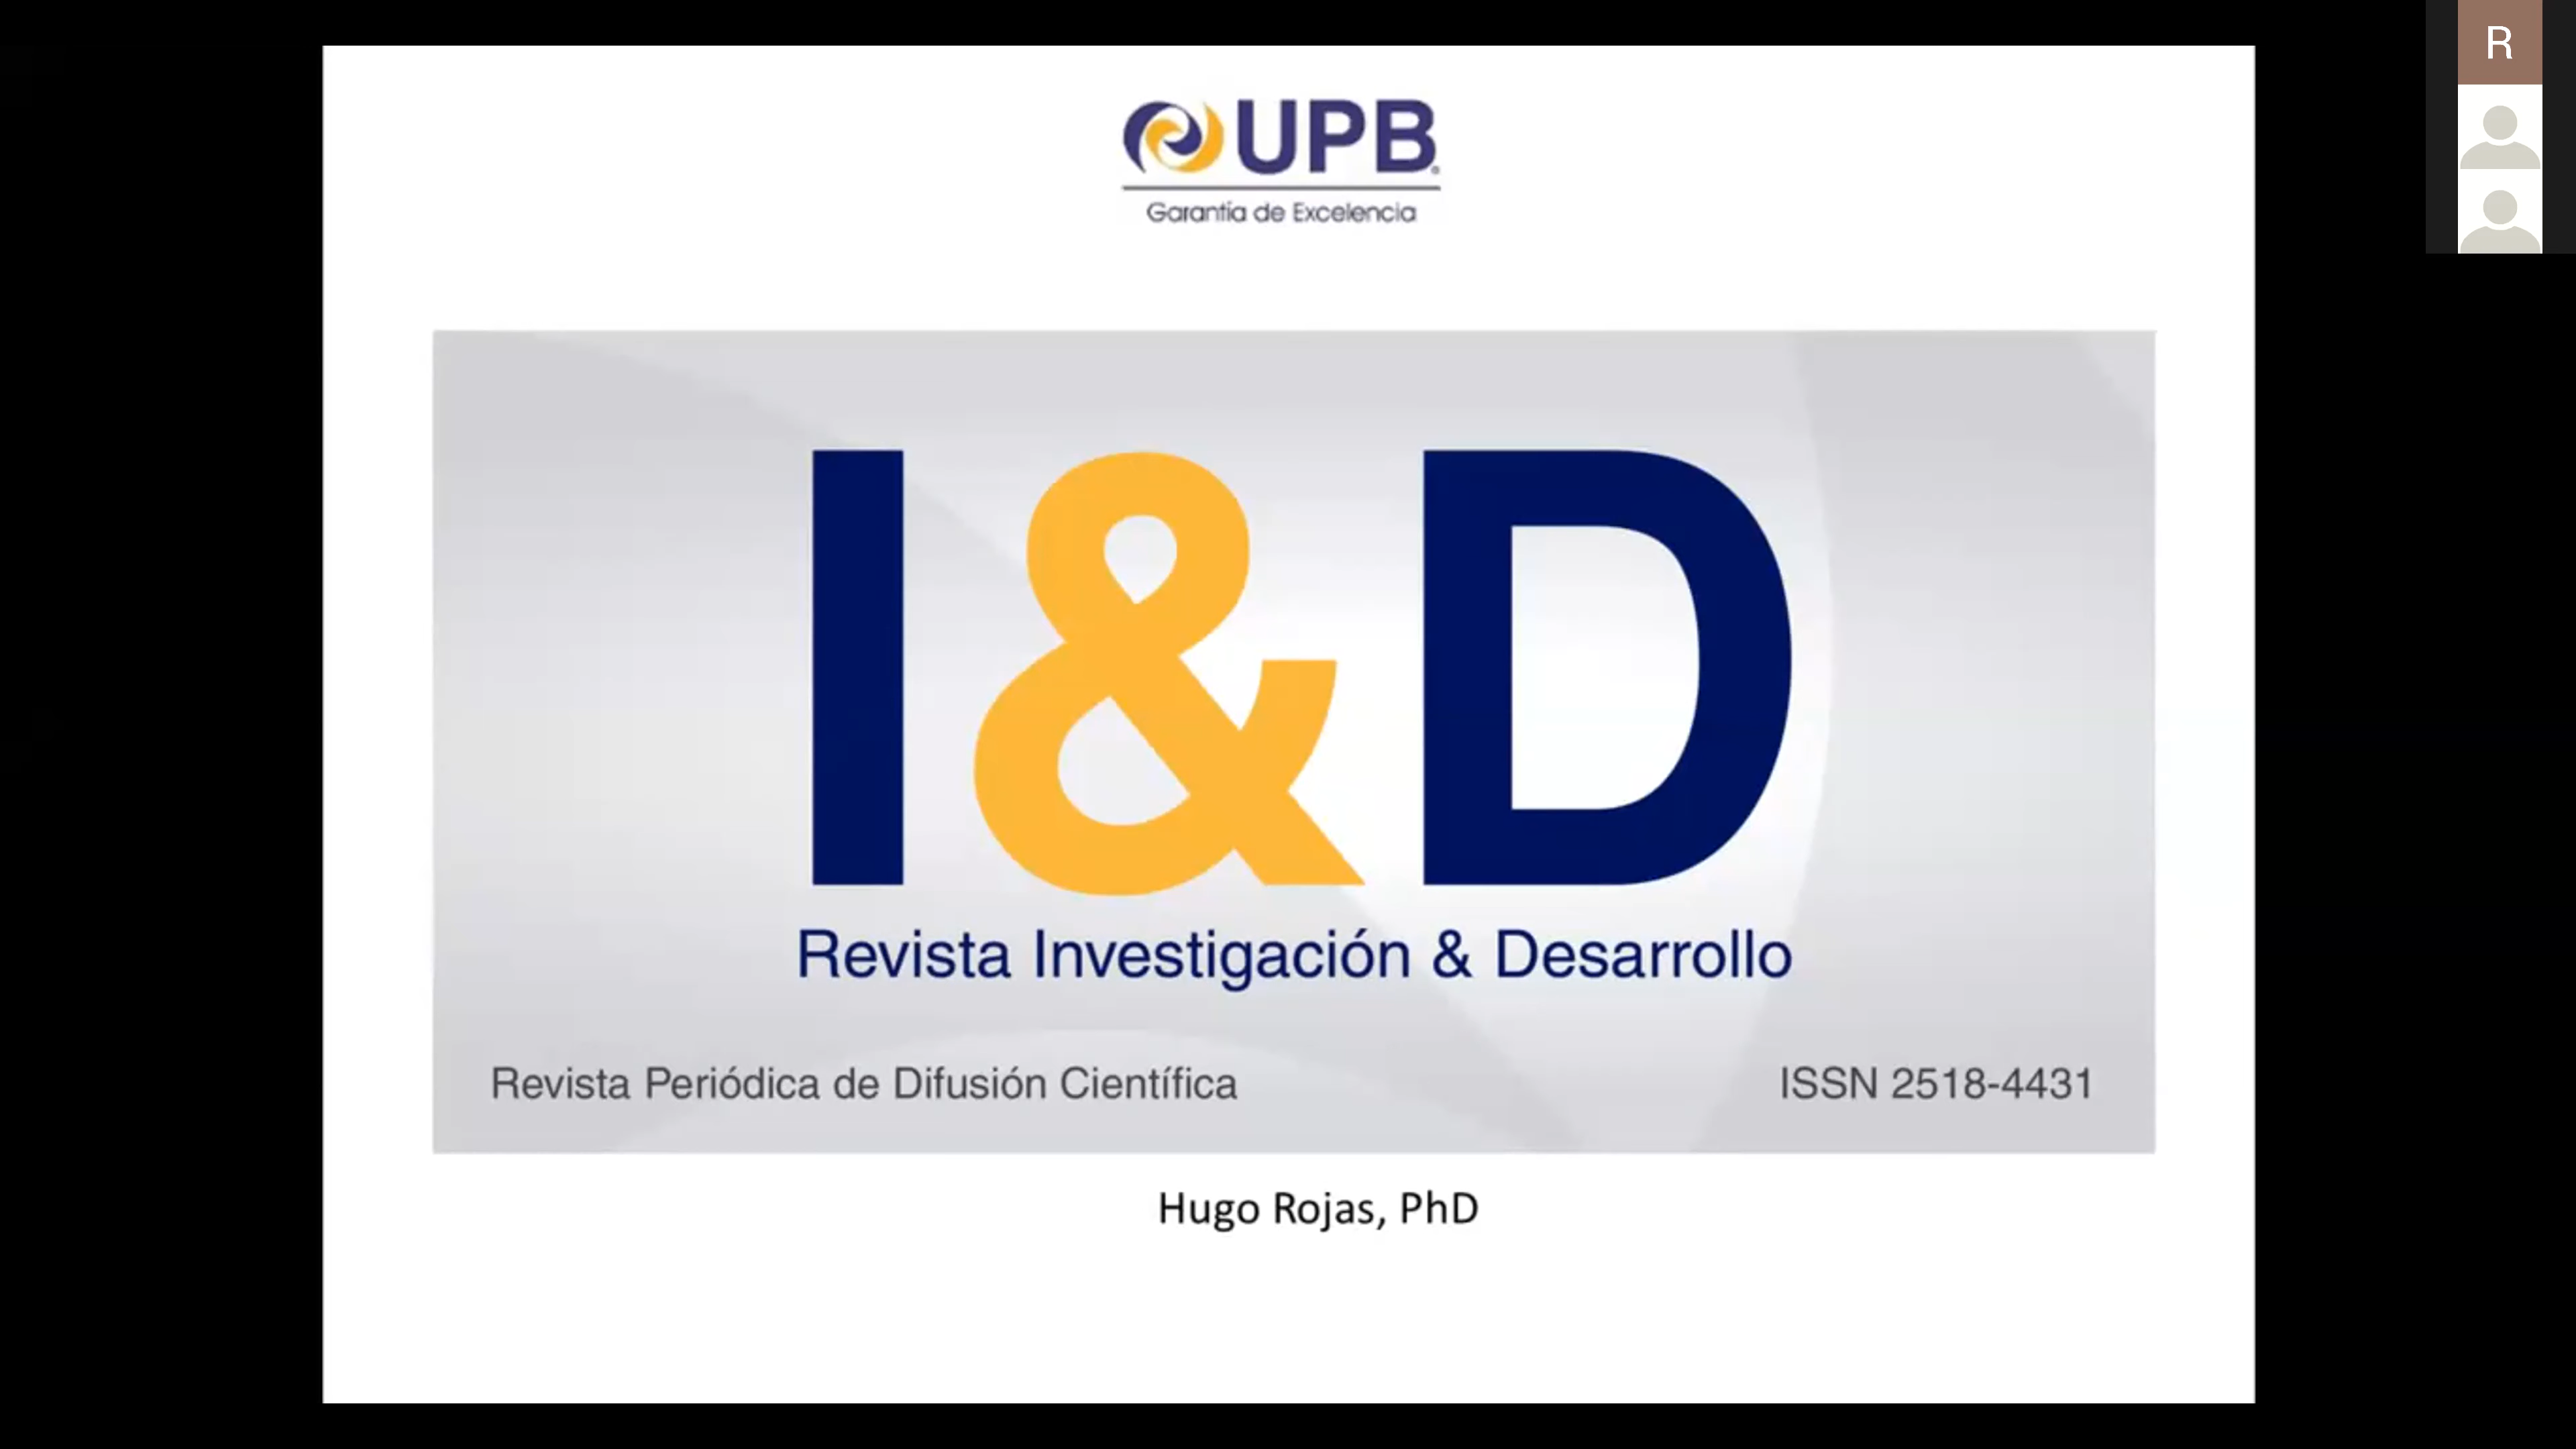 R
UPB
Garantía de Excelencia
I&D
Revista Investigación & Desarrollo
Revista Periódica de Difusión Científica
ISSN 2518-4431
Hugo Rojas, PhD